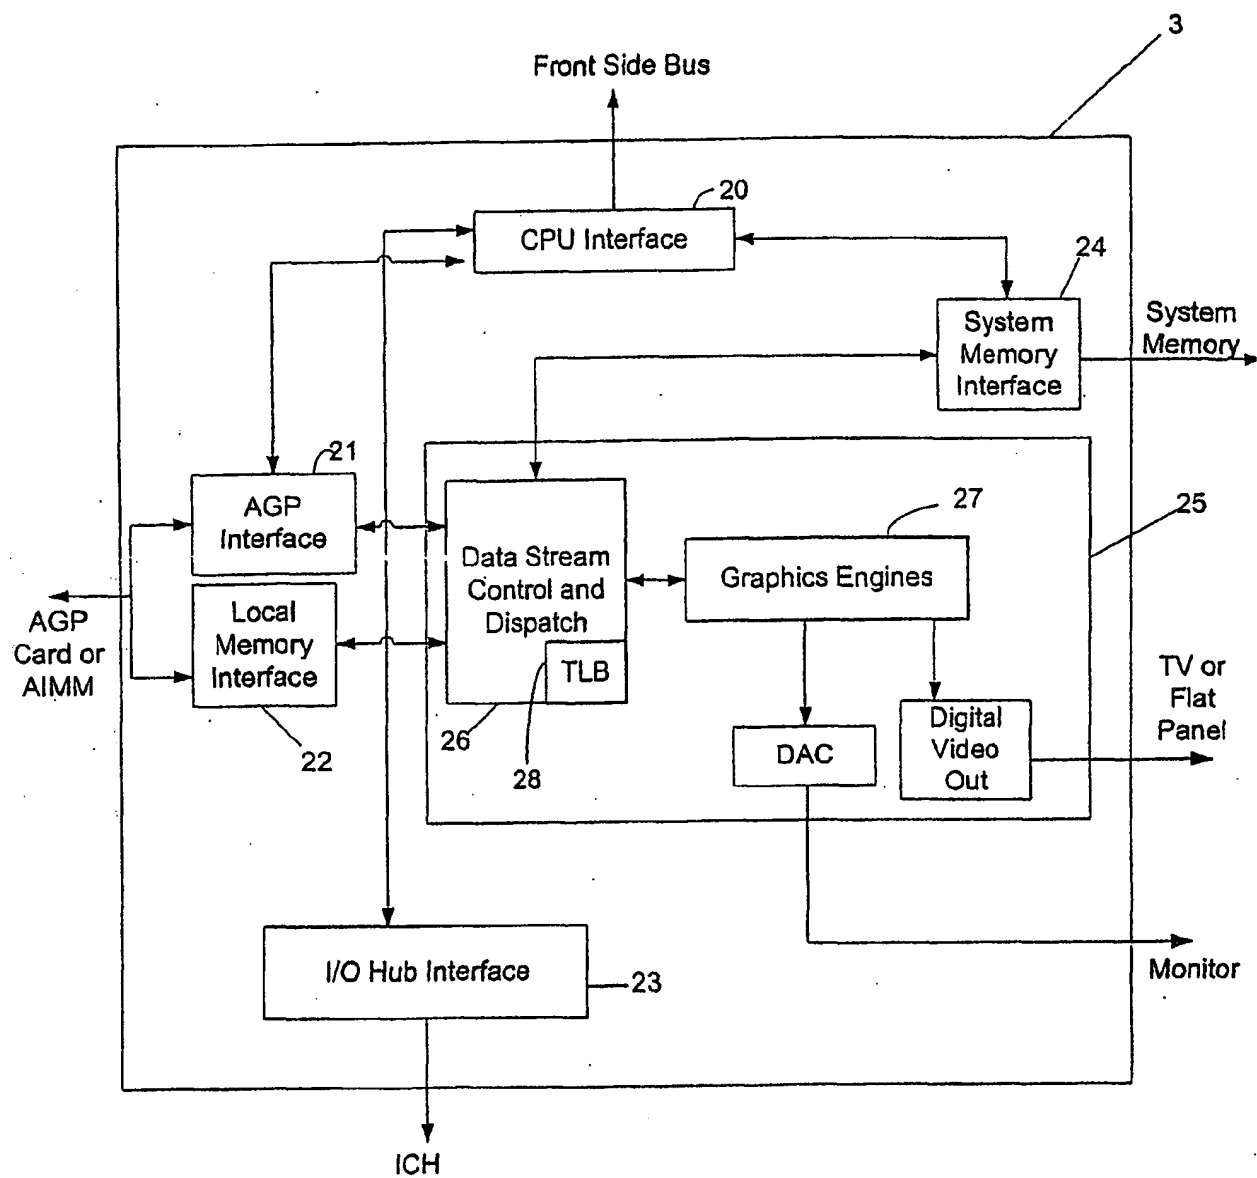 3
Front Side Bus
20
CPU Interface
24
System
Memory
Interface
System
Memory
21
AGP
Interface
27
25
Data Stream
Control and
Dispatch
Graphics Engines
AGP
Card or
AIMM
Local
Memory
Interface
TLB
TV or
Flat
Panel
22
26
28
DAC
Digital
Video
Out
I/O Hub Interface
23
Monitor
ICH